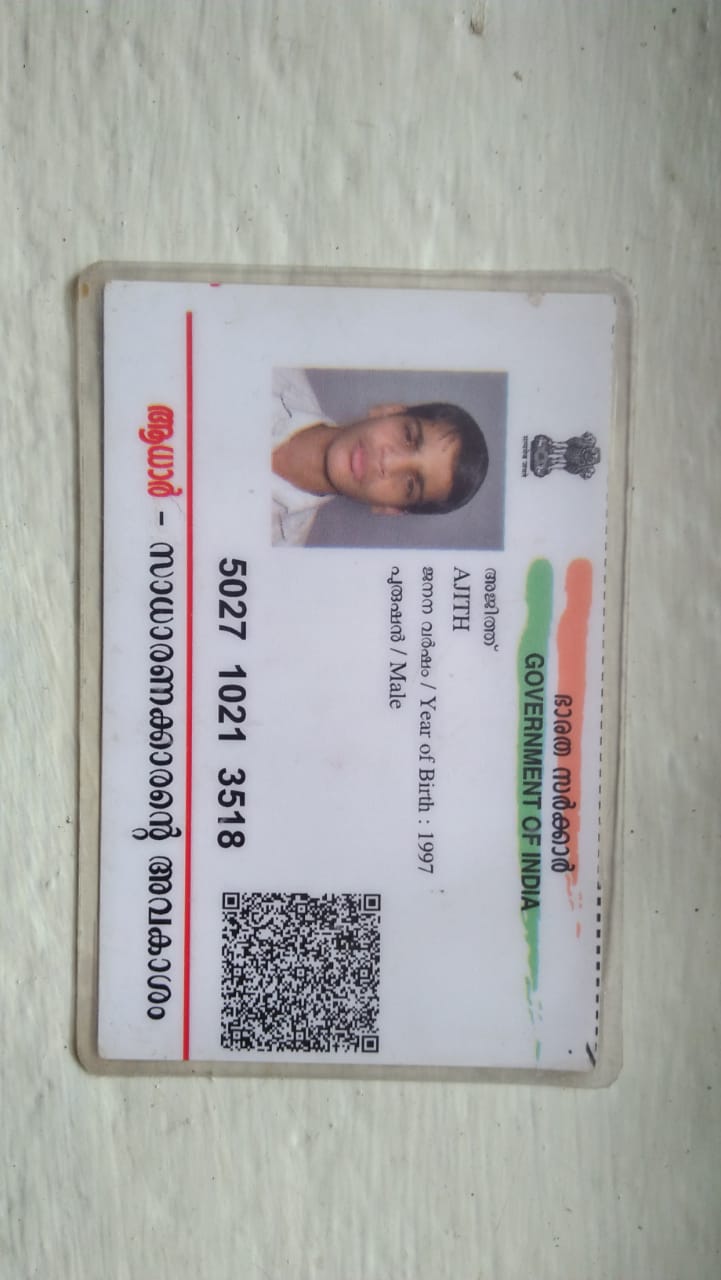 ഭാരത സർക്കാർ
GOVERNMENT OF INDIA
അജിത്ത്
AJITH
ജനന വർഷം / Year of Birth : 1997
പുരുഷൻ / Male
5027 1021 3518
ആധാർ - സാധാരണക്കാരന്റെ അവകാശം